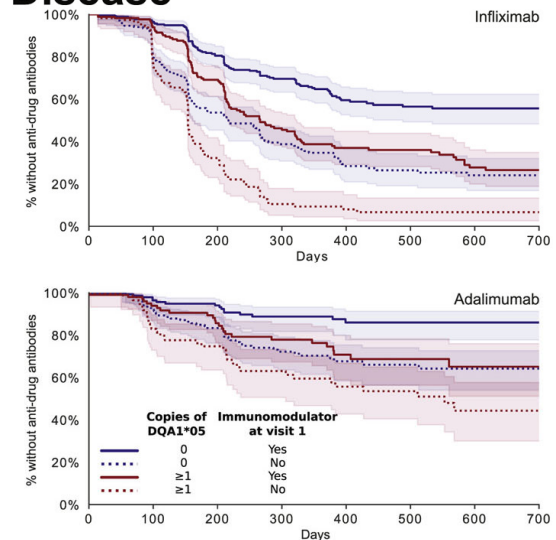 Disease
Infliximab
% without anti-drug antibodies
100%
80%
60%
40%
20%
0%
0 100 200 300 400 500 600 700
Days
Adalimumab
% without anti-drug antibodies
100%
80%
60%
40%
20%
0%
Copies of DQA1*05 Immunomodulator at visit 1
0 Yes
0 No
≥1 Yes
≥1 No
0 100 200 300 400 500 600 700
Days